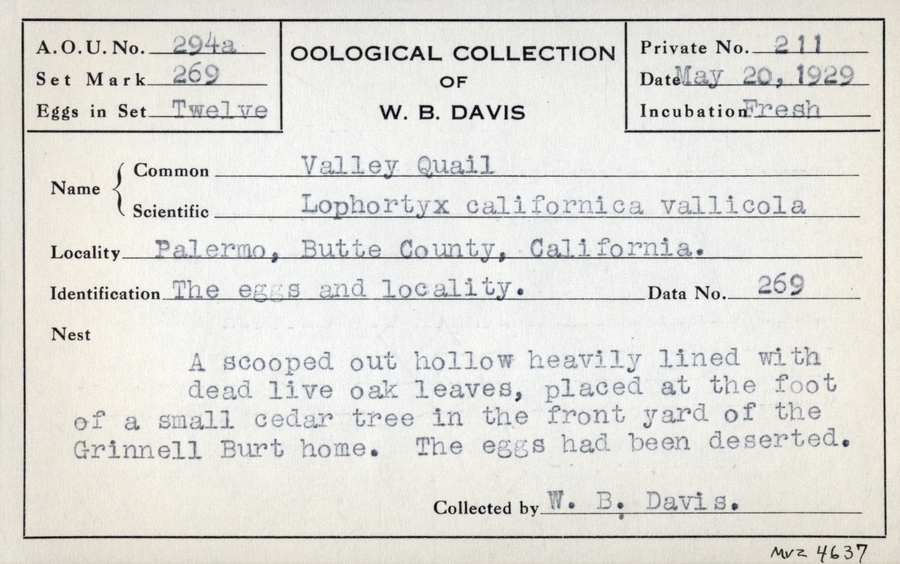 A.O.U. No. 294a
Set Mark 269
Eggs in Set Twelve
OOLOGICAL COLLECTION
OF
W. B. DAVIS
Private No. 211
Date May 20, 1929
Incubation Fresh
Name
Common Valley Quail
Scientific Lophortyx californica vallicola
Locality Palermo, Butte County, California.
Identification The eggs and locality. Data No. 269
Nest
A scooped out hollow heavily lined with
dead live oak leaves, placed at the foot
of a small cedar tree in the front yard of the
Grinnell Burt home. The eggs had been deserted.
Collected by W. B. Davis.
MVZ 4637